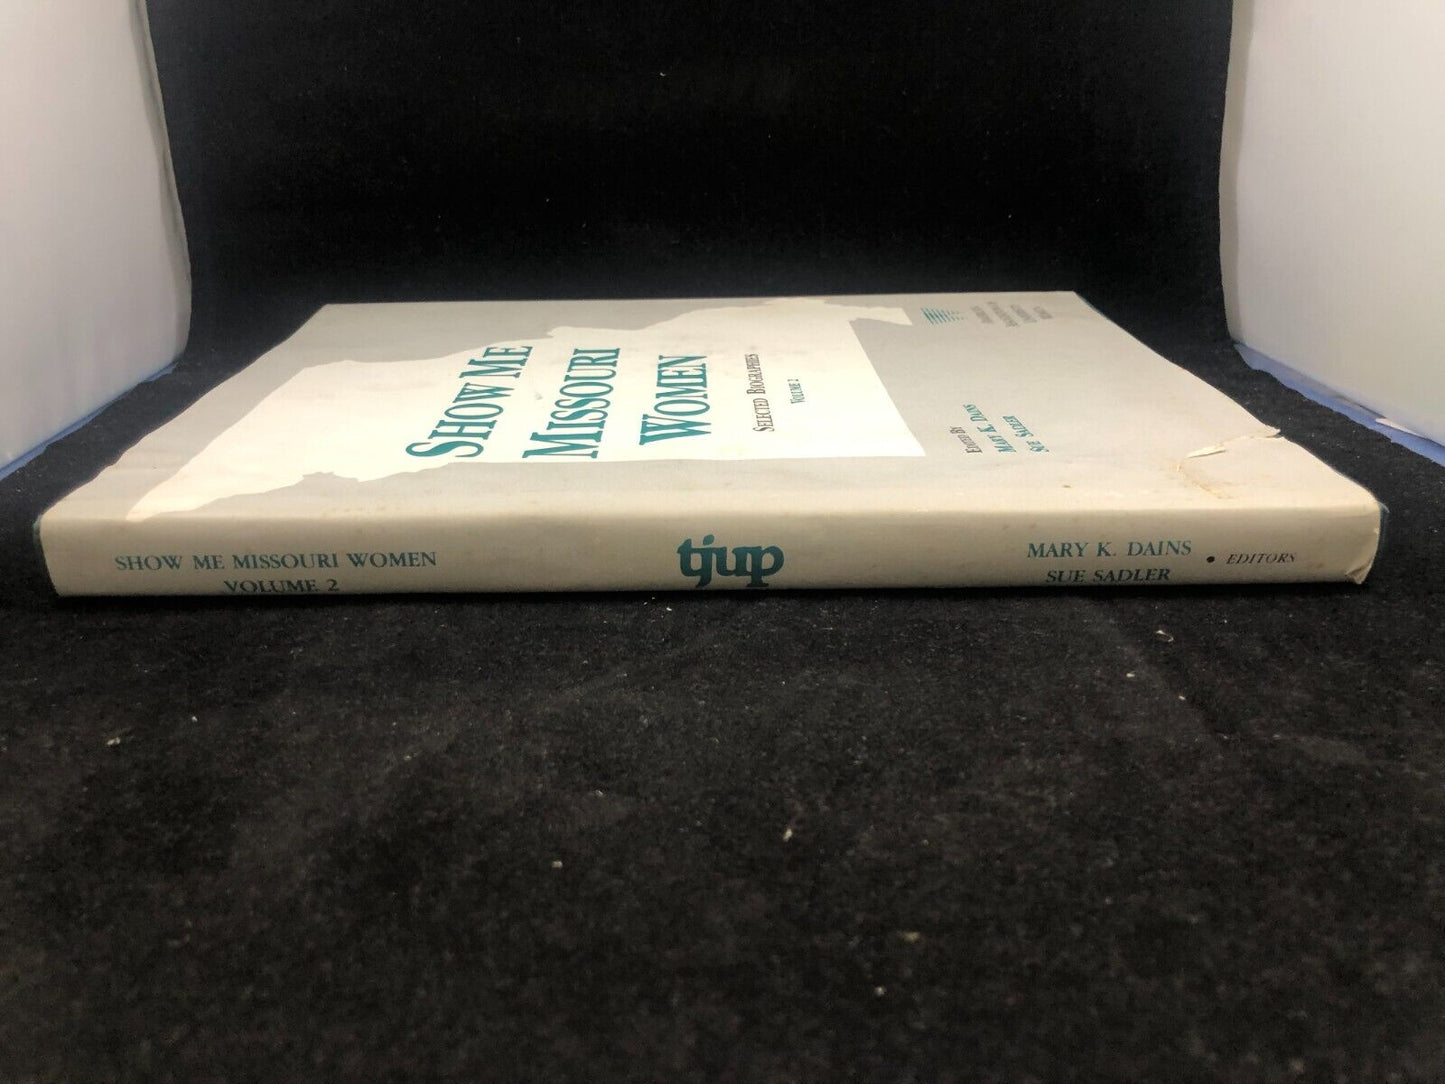 SHOW ME
MISSOURI
WOMEN
SELECTED BIOGRAPHIES
VOLUME 2
EDITED BY
MARY K. DAINS
SUE SADLER
SHOW ME MISSOURI WOMEN
VOLUME 2
tjup
MARY K. DAINS
SUE SADLER
• EDITORS